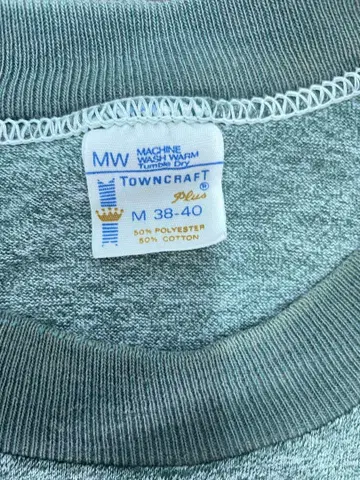 MW MACHINE
WASH WARM
Tumble Dry
TOWNCRAFT®
Plus
M 38-40
50% POLYESTER
50% COTTON